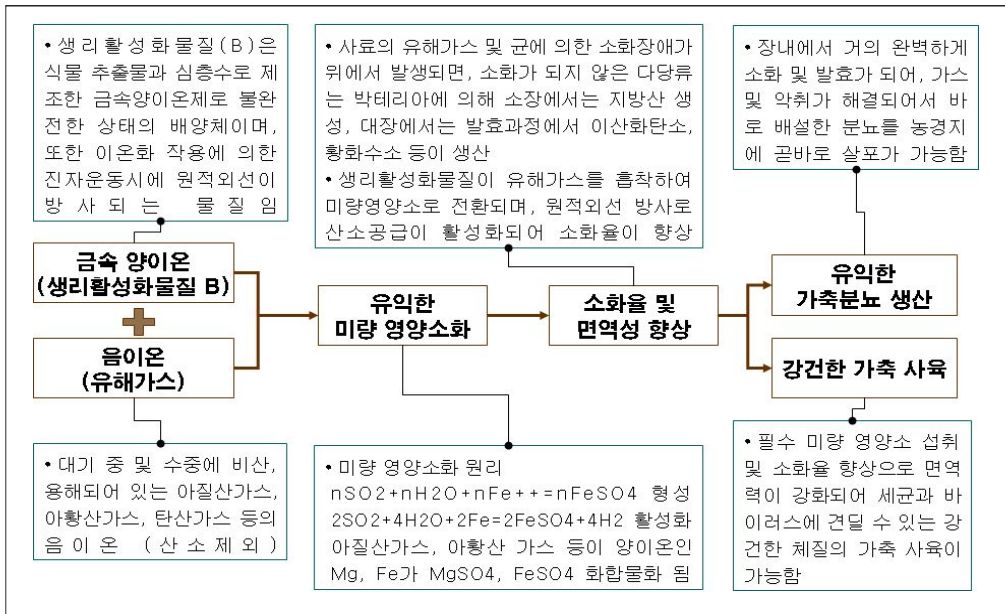 • 생리활성화물질(B)은
식물 추출물과 심층수로 제
조한 금속양이온제로 불완
전한 상태의 배양체이며,
또한 이온화 작용에 의한
진자운동시에 원적외선이
방사되는 물질임
• 사료의 유해가스 및 균에 의한 소화장애가
위에서 발생되면, 소화가 되지 않은 다당류
는 박테리아에 의해 소장에서는 지방산 생
성, 대장에서는 발효과정에서 이산화탄소,
황화수소 등이 생산
• 생리활성화물질이 유해가스를 흡착하여
미량영양소로 전환되며, 원적외선 방사로
산소공급이 활성화되어 소화율이 향상
• 장내에서 거의 완벽하게
소화 및 발효가 되어, 가스
및 악취가 해결되어서 바
로 배설한 분뇨를 농경지
에 곧바로 살포가 가능함
금속 양이온
(생리활성화물질 B)
음이온
(유해가스)
유익한
미량 영양소화
소화율 및
면역성 향상
유익한
가축분뇨 생산
강건한 가축 사육
• 대기 중 및 수중에 비산,
용해되어 있는 아질산가스,
아황산가스, 탄산가스 등의
음이온 (산소제외)
• 미량 영양소화 원리
nSO2+nH2O+nFe++=nFeSO4 형성
2SO2+4H2O+2Fe=2FeSO4+4H2 활성화
아질산가스, 아황산 가스 등이 양이온인
Mg, Fe가 MgSO4, FeSO4 화합물화 됨
• 필수 미량 영양소 섭취
및 소화율 향상으로 면역
력이 강화되어 세균과 바
이러스에 견딜 수 있는 강
건한 체질의 가축 사육이
가능함